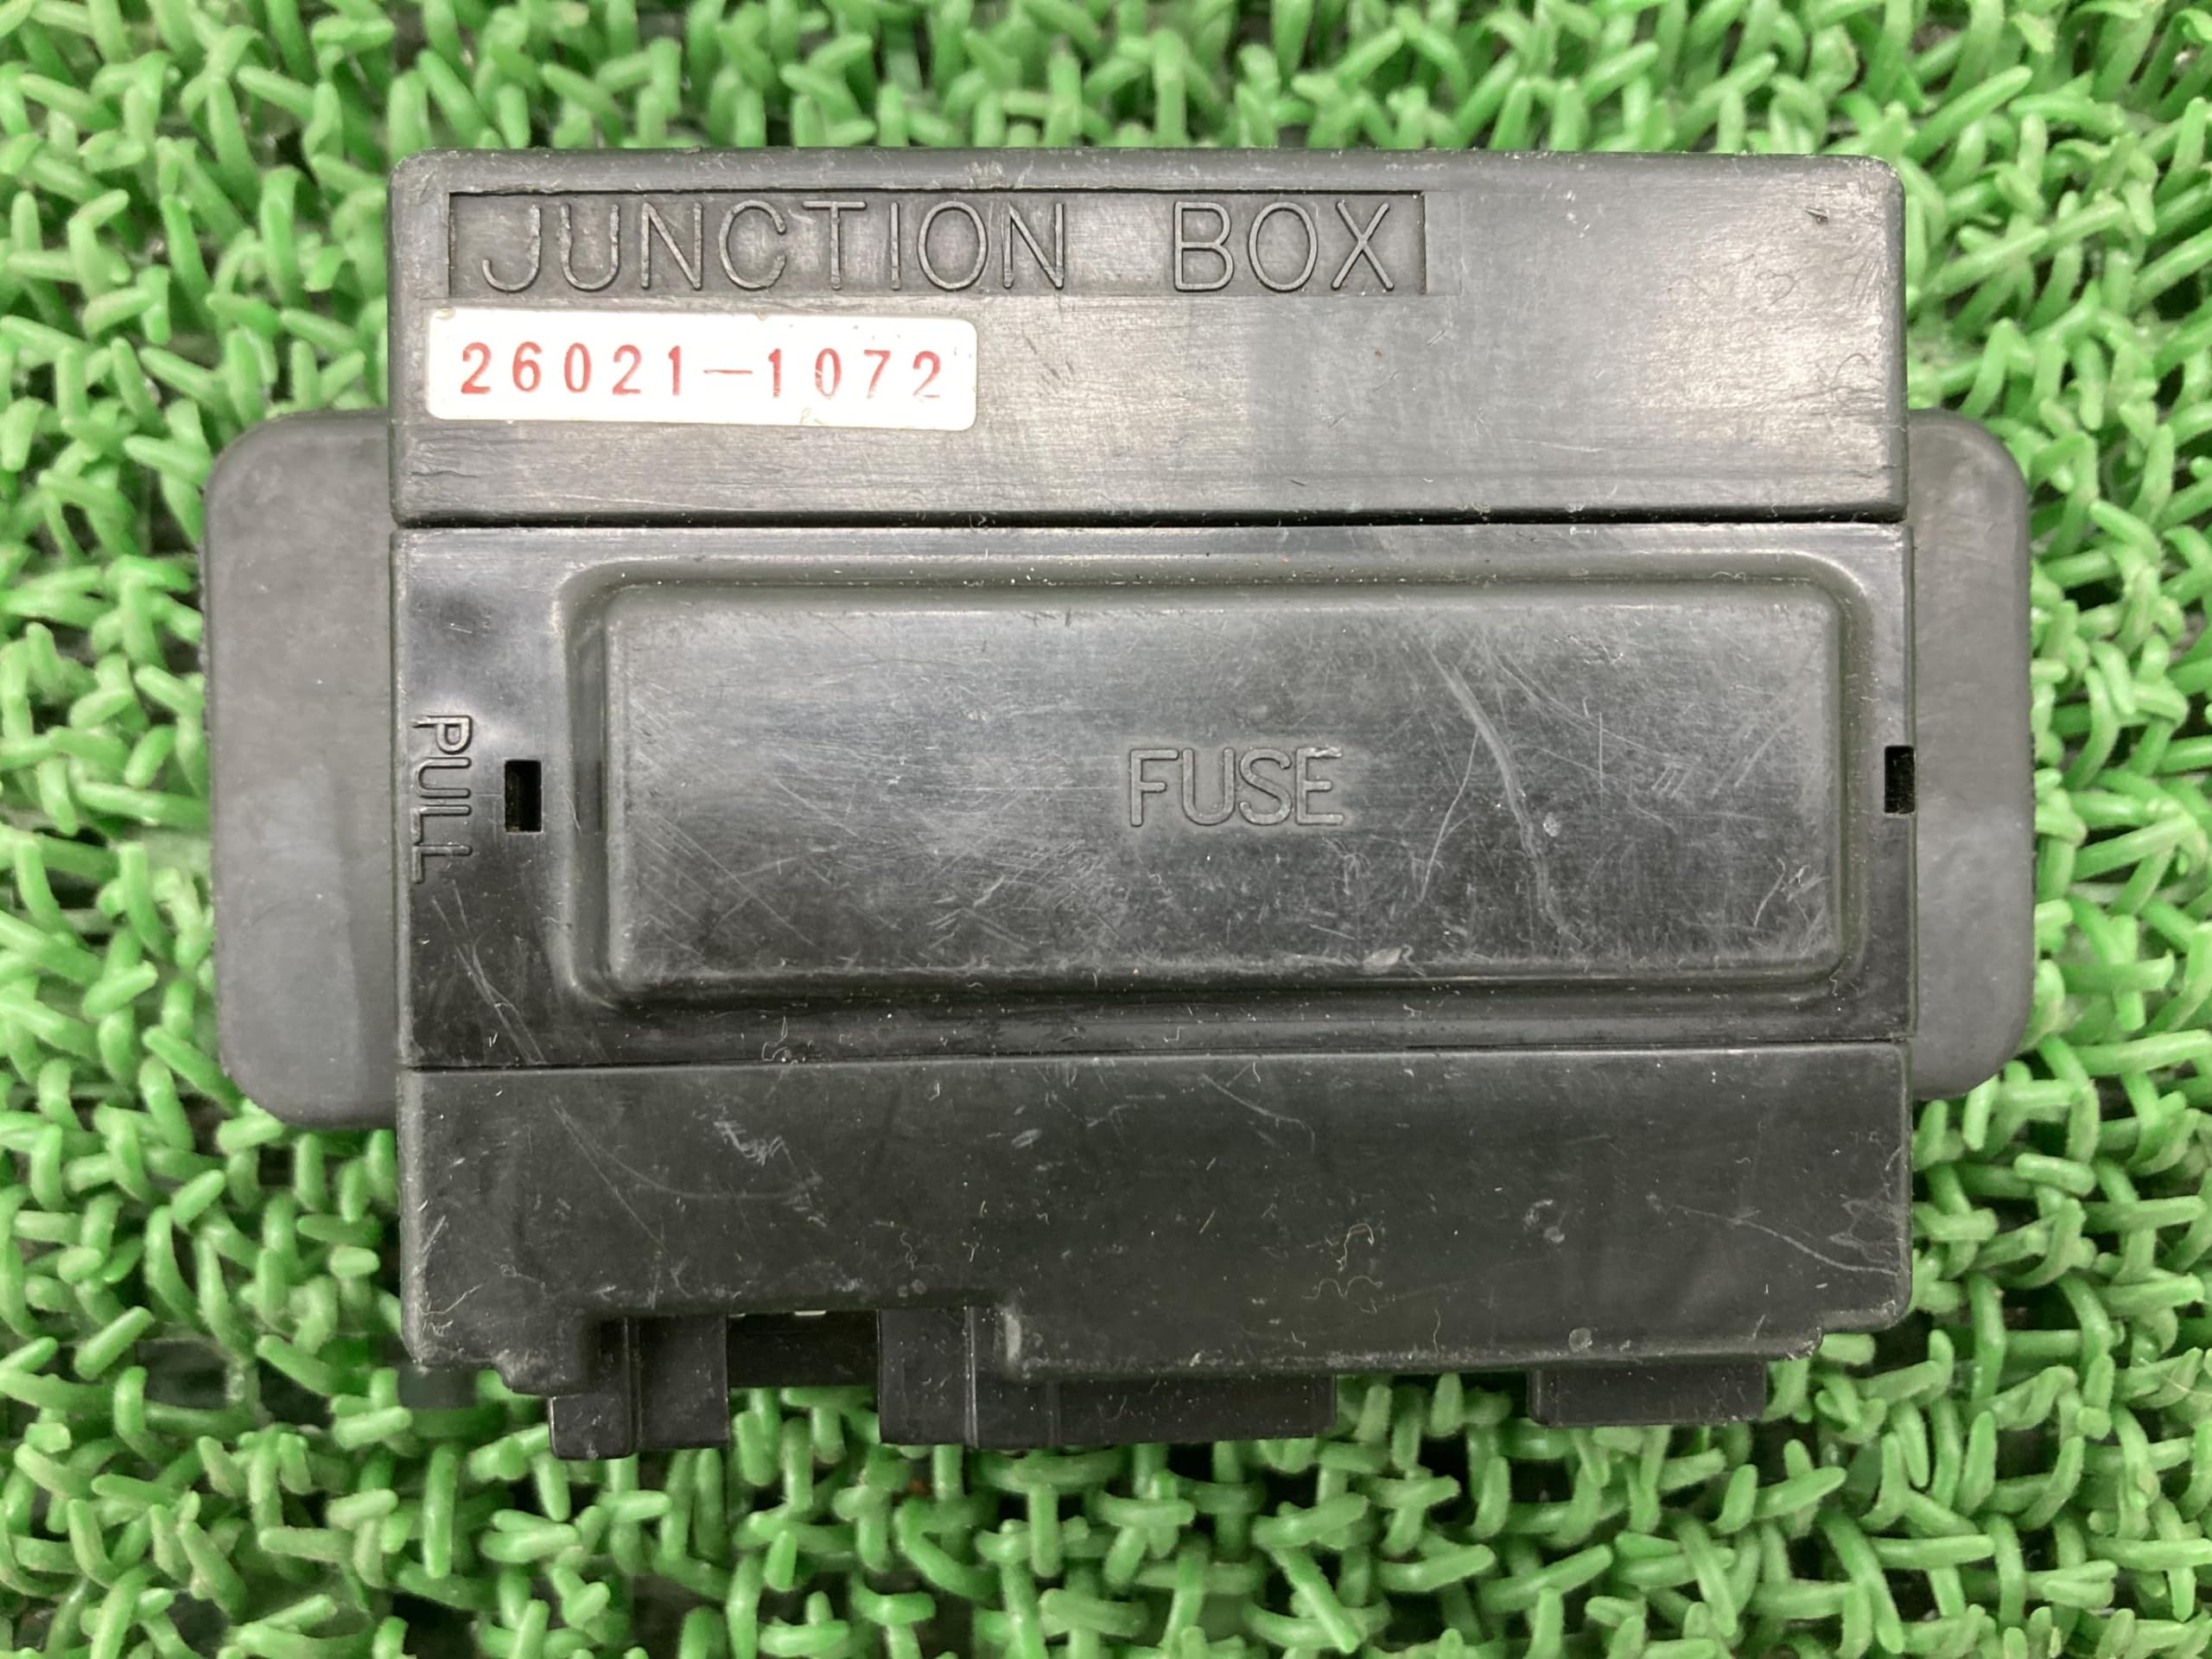 JUNCTION BOX
26021-1072
PULL
FUSE